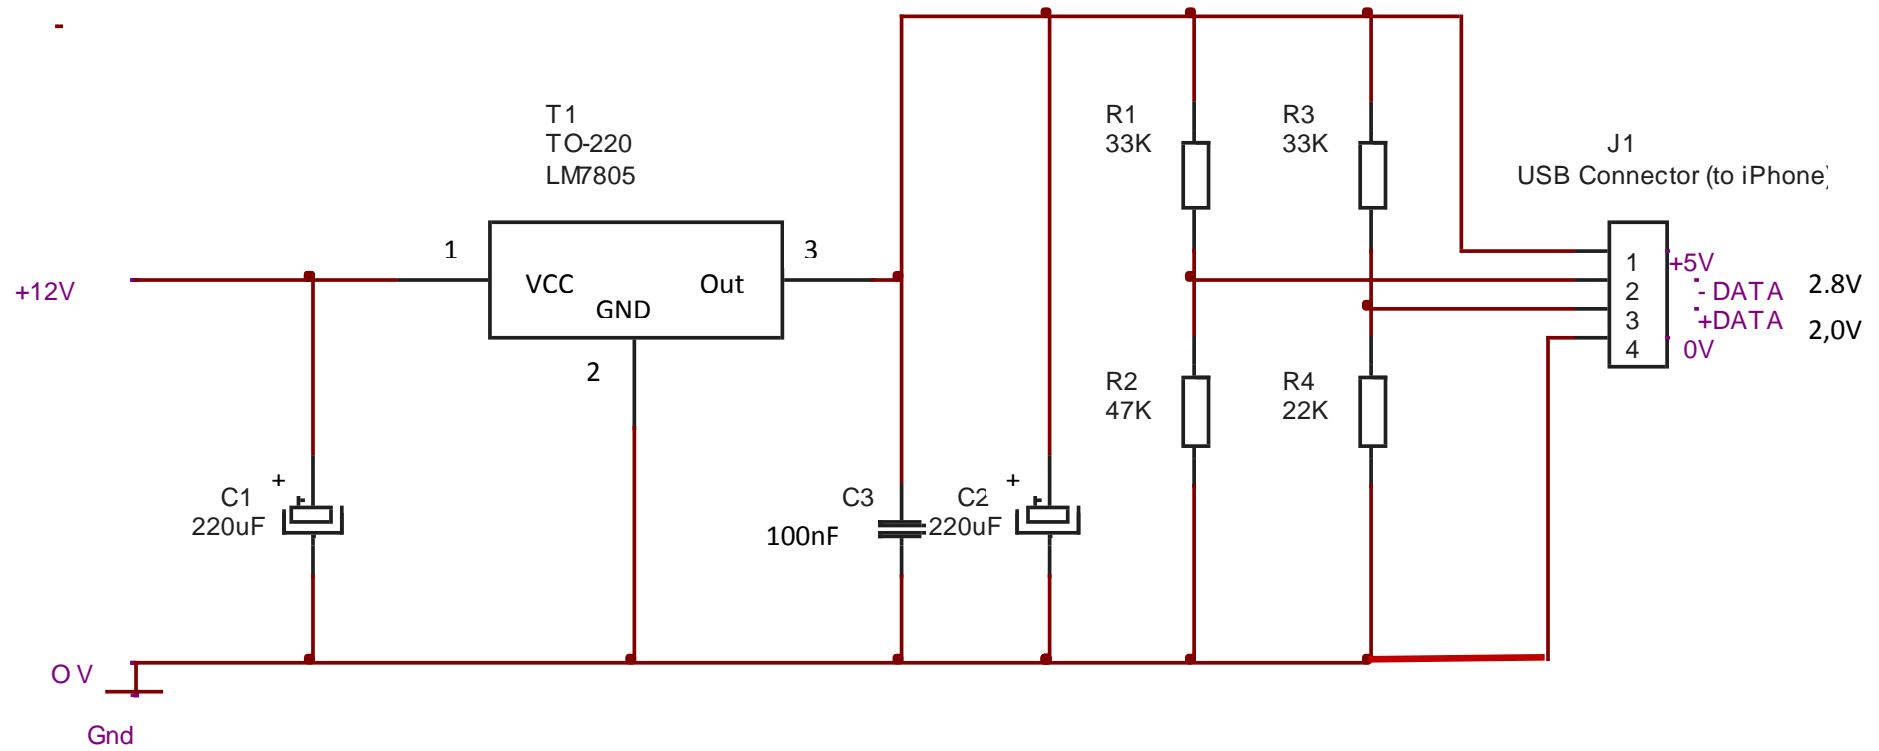 T1
TO-220
LM7805
R1
33K
R3
33K
J1
USB Connector (to iPhone)
1
3
VCC
Out
GND
2
+12V
1
+5V
2
- DATA
2.8V
3
+DATA
2,0V
4
0V
R2
47K
R4
22K
+
C1
220uF
C3
100nF
+
C2
220uF
O V
Gnd